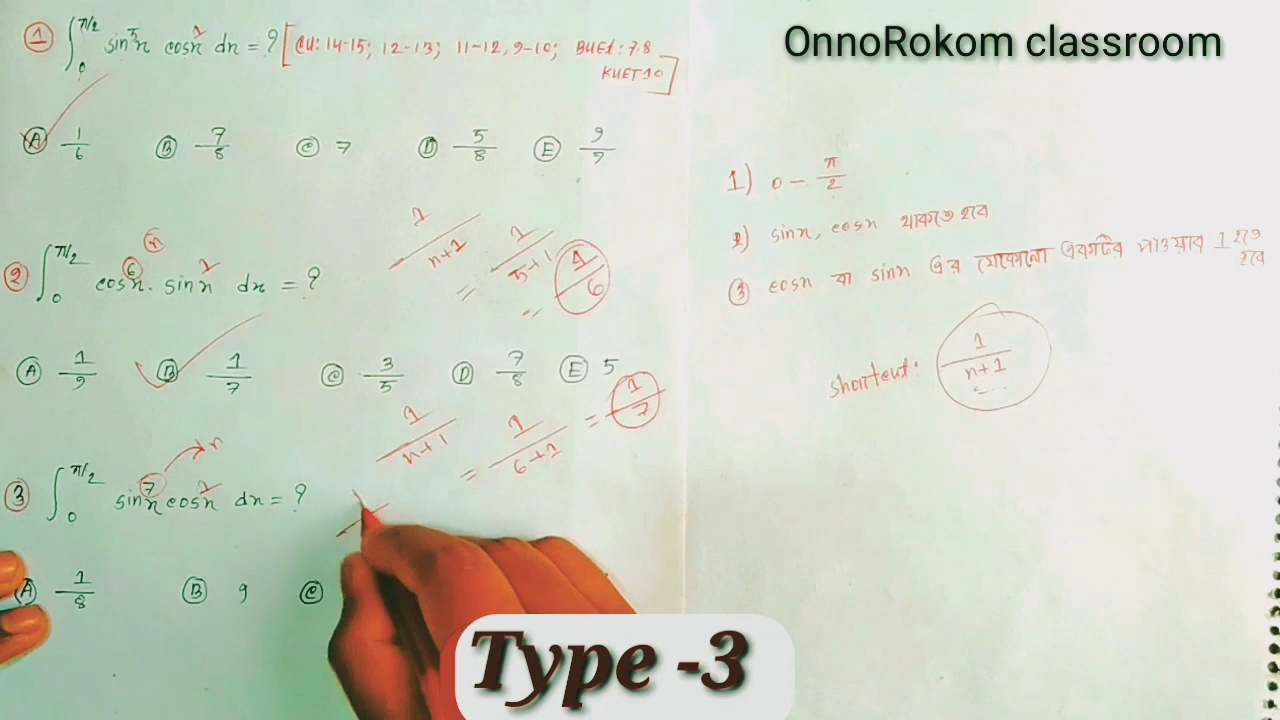 OnnoRokom classroom
1 ∫₀^π/2 sin⁵x cosx¹ dx = ? [CU: 14-15; 12-13; 11-12, 9-10; BUET: 7-8
KUET 10]
A 1/6 B 7/8 C 7 D 5/8 E 9/7
1/n+1 = 1/5+1 = 1/6
2 ∫₀^π/2 cos⁶x. sinx¹ dx = ?
n
A 1/9 B 1/7 C 3/5 D 7/8 E 5
1/n+1 = 1/6+1 = 1/7
3 ∫₀^π/2 sin⁷x cosx¹ dx = ?
n
A 1/8 B 9 C
1) 0 - π/2
২) sinx, cosx থাকতে হবে
3 cosx বা sinx এর যেকোনো একটির পাওয়ার 1 হতে
হবে
shortcut: 1/n+1
Type -3